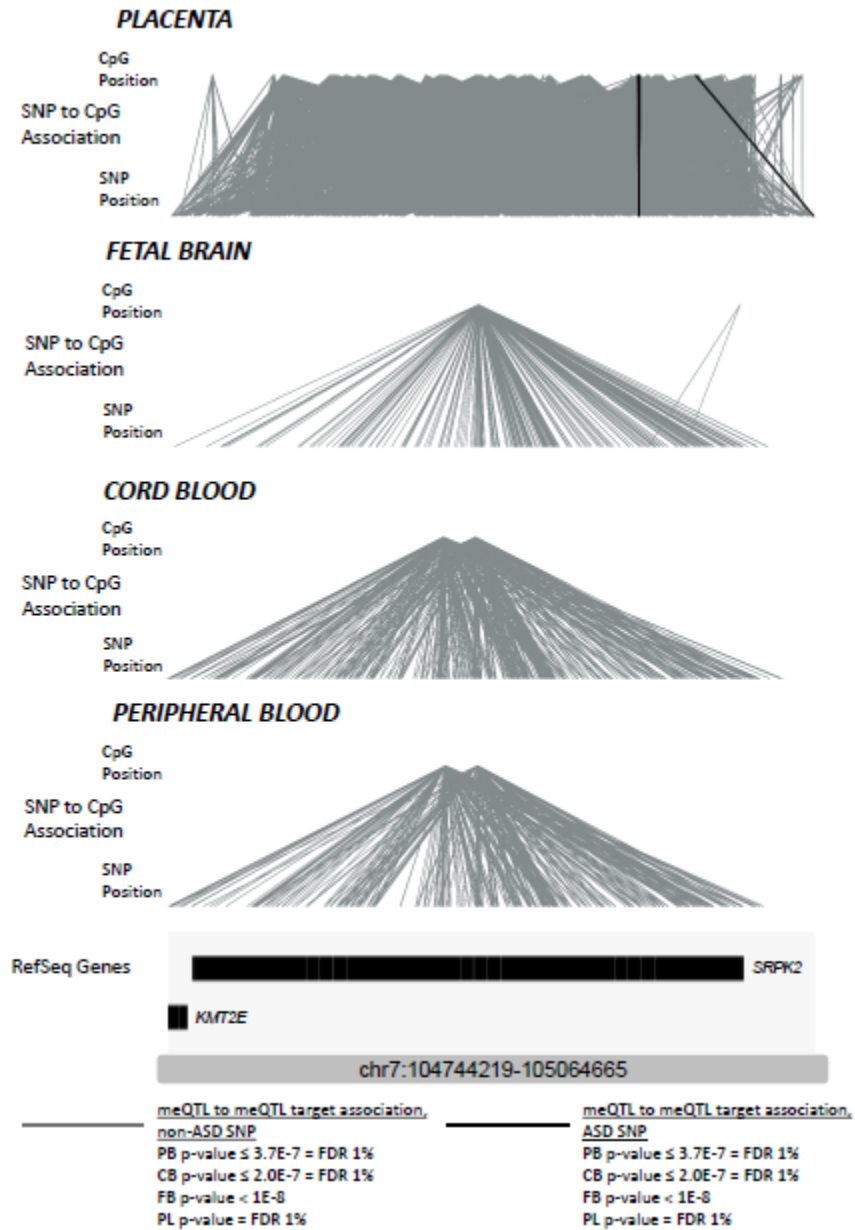 PLACENTA
CpG
Position
SNP to CpG
Association
SNP
Position
FETAL BRAIN
CpG
Position
SNP to CpG
Association
SNP
Position
CORD BLOOD
CpG
Position
SNP to CpG
Association
SNP
Position
PERIPHERAL BLOOD
CpG
Position
SNP to CpG
Association
SNP
Position
RefSeq Genes
SRPK2
KMT2E
chr7:104744219-105064665
meQTL to meQTL target association,
non-ASD SNP
PB p-value ≤ 3.7E-7 = FDR 1%
CB p-value ≤ 2.0E-7 = FDR 1%
FB p-value < 1E-8
PL p-value = FDR 1%
meQTL to meQTL target association,
ASD SNP
PB p-value ≤ 3.7E-7 = FDR 1%
CB p-value ≤ 2.0E-7 = FDR 1%
FB p-value < 1E-8
PL p-value = FDR 1%